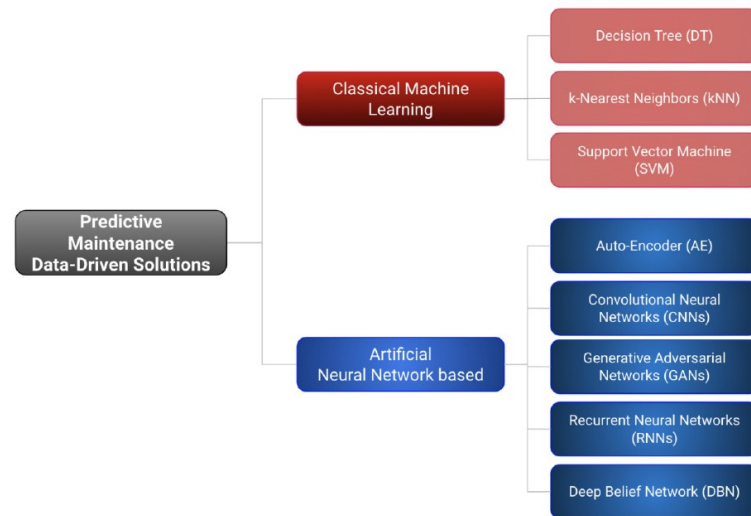 Predictive
Maintenance
Data-Driven Solutions
Classical Machine
Learning
Decision Tree (DT)
k-Nearest Neighbors (kNN)
Support Vector Machine
(SVM)
Artificial
Neural Network based
Auto-Encoder (AE)
Convolutional Neural
Networks (CNNs)
Generative Adversarial
Networks (GANs)
Recurrent Neural Networks
(RNNs)
Deep Belief Network (DBN)